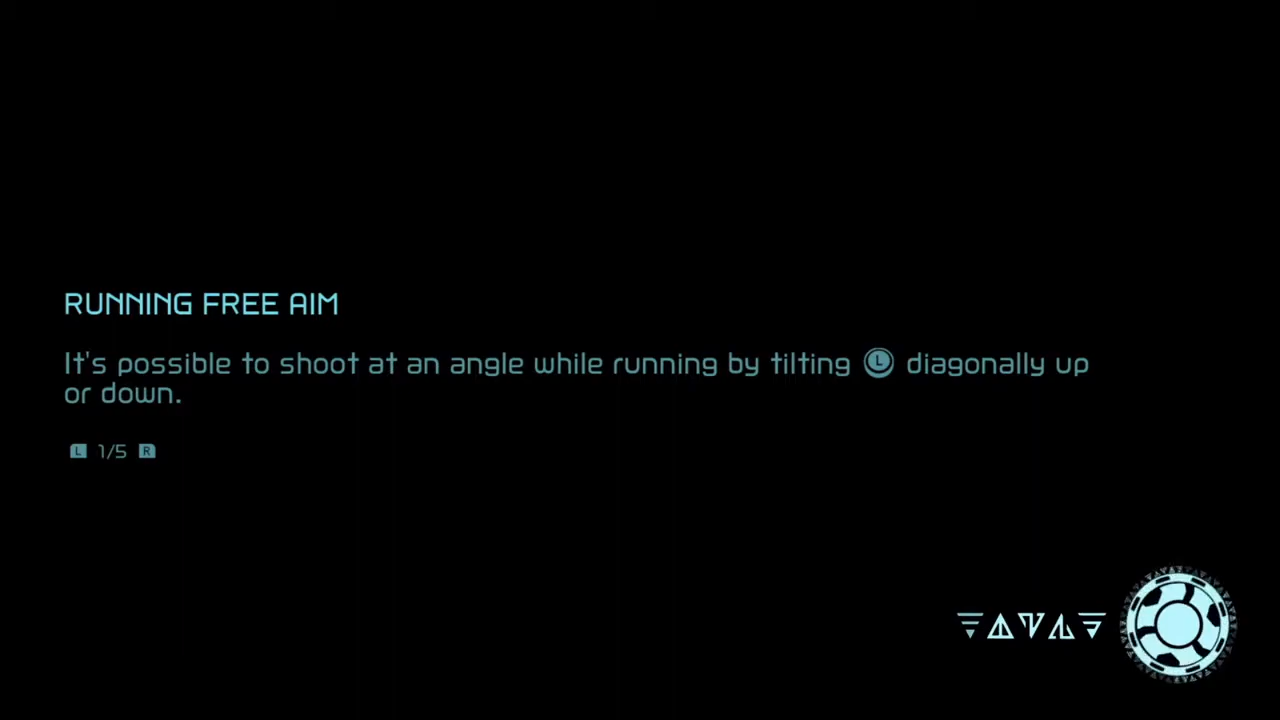 RUNNING FREE AIM
It's possible to shoot at an angle while running by tilting L diagonally up
or down.
L 1/5 R